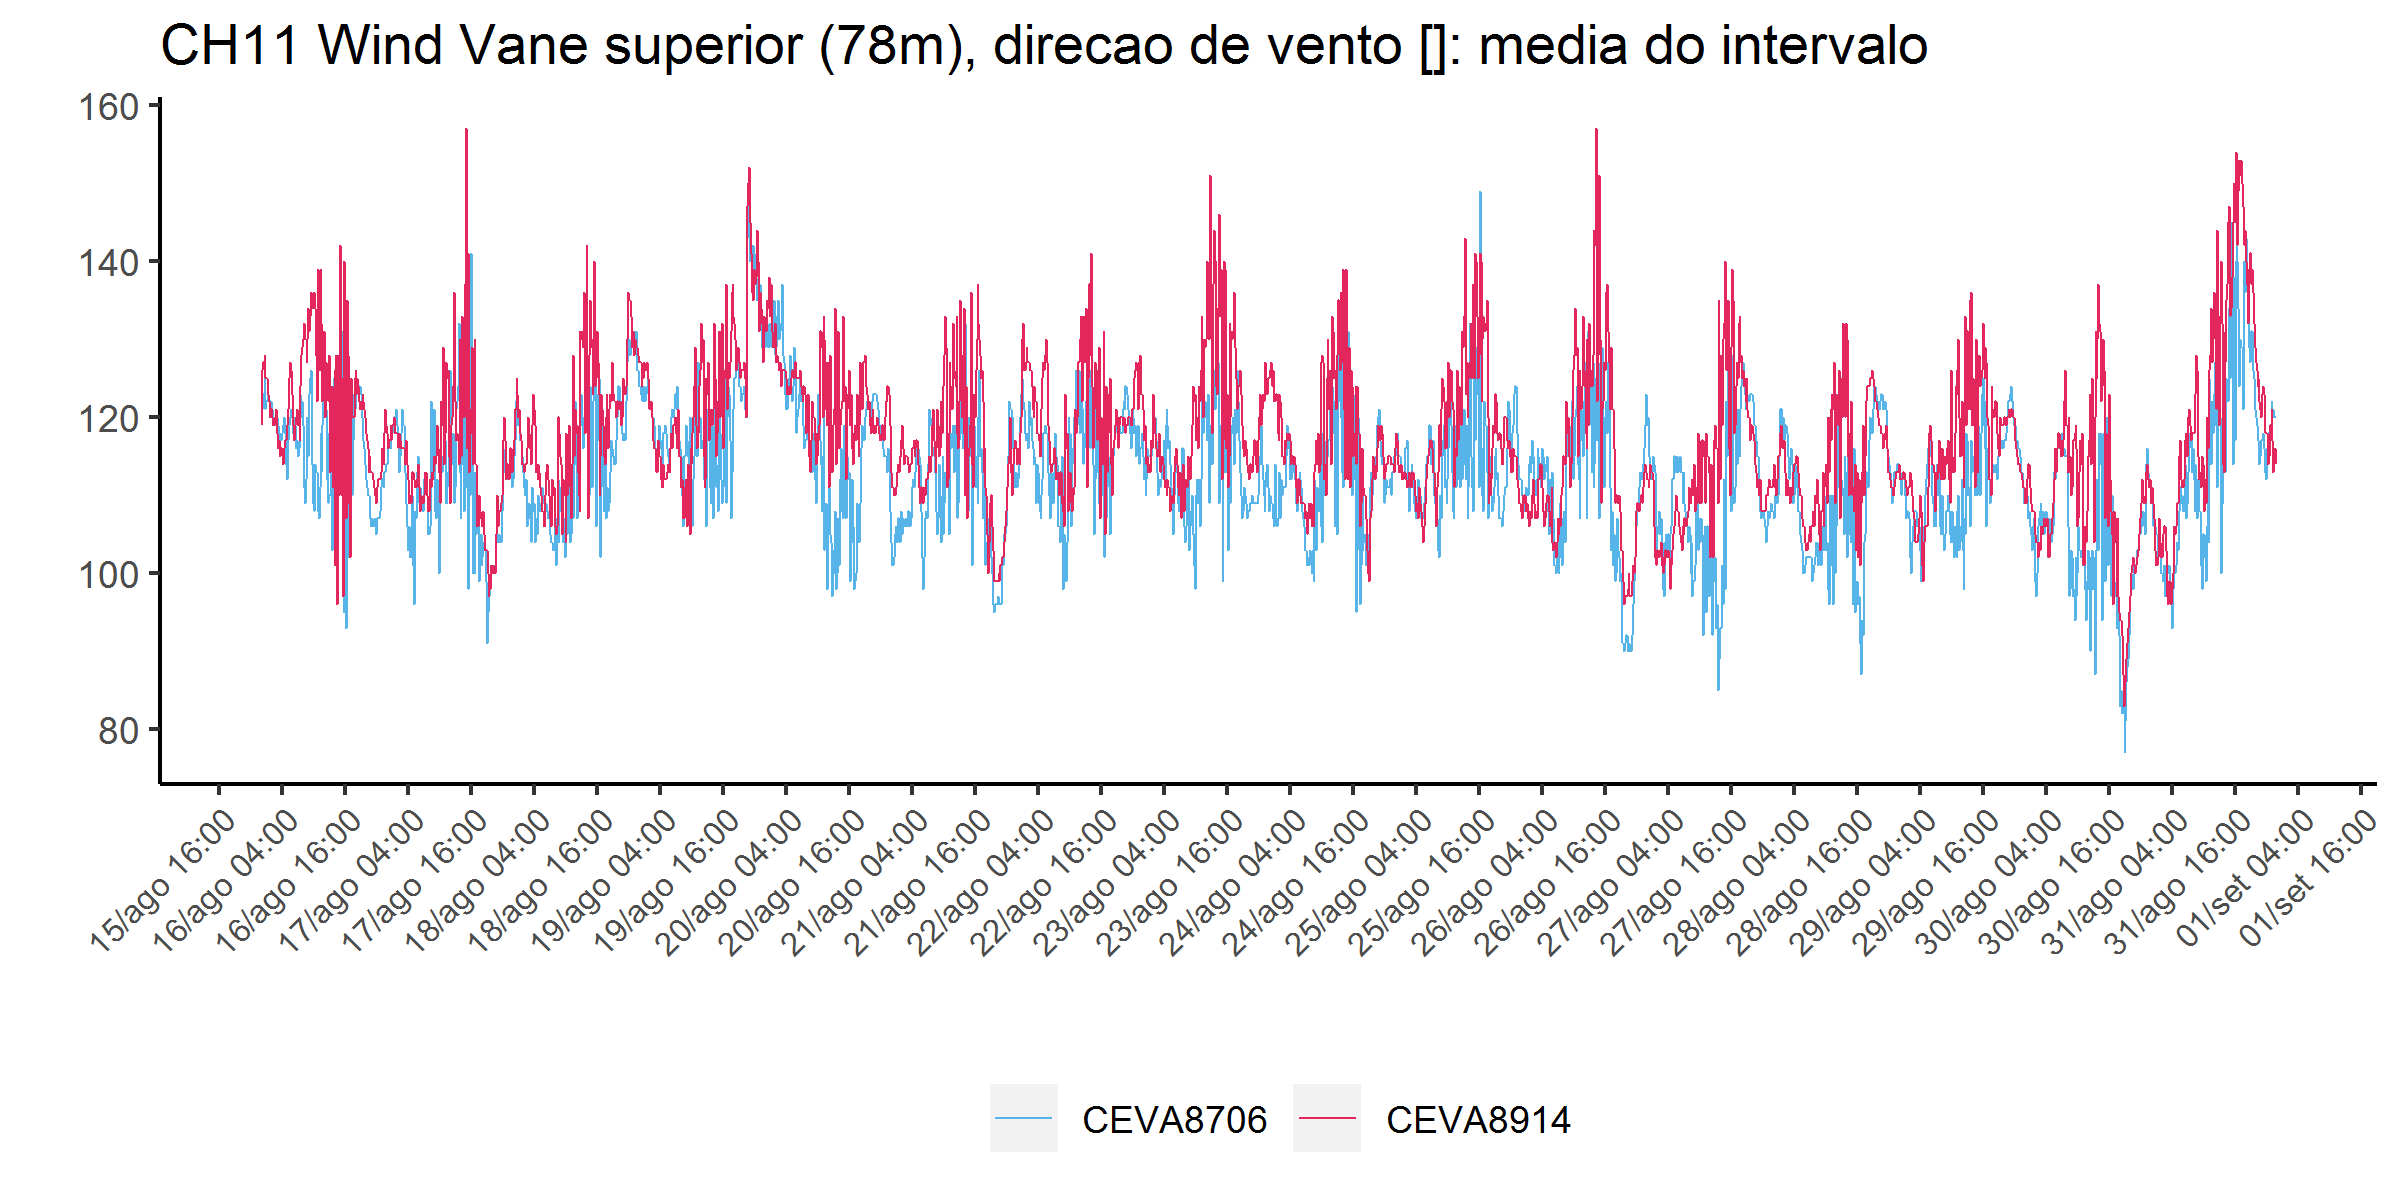 CH11 Wind Vane superior (78m), direcao de vento []: media do intervalo
160
140
120
100
80
15/ago 16:00
16/ago 04:00
16/ago 16:00
17/ago 04:00
17/ago 16:00
18/ago 04:00
18/ago 16:00
19/ago 04:00
19/ago 16:00
20/ago 04:00
20/ago 16:00
21/ago 04:00
21/ago 16:00
22/ago 04:00
22/ago 16:00
23/ago 04:00
23/ago 16:00
24/ago 04:00
24/ago 16:00
25/ago 04:00
25/ago 16:00
26/ago 04:00
26/ago 16:00
27/ago 04:00
27/ago 16:00
28/ago 04:00
28/ago 16:00
29/ago 04:00
29/ago 16:00
30/ago 04:00
30/ago 16:00
31/ago 04:00
31/ago 16:00
01/set 04:00
01/set 16:00
CEVA8706 CEVA8914